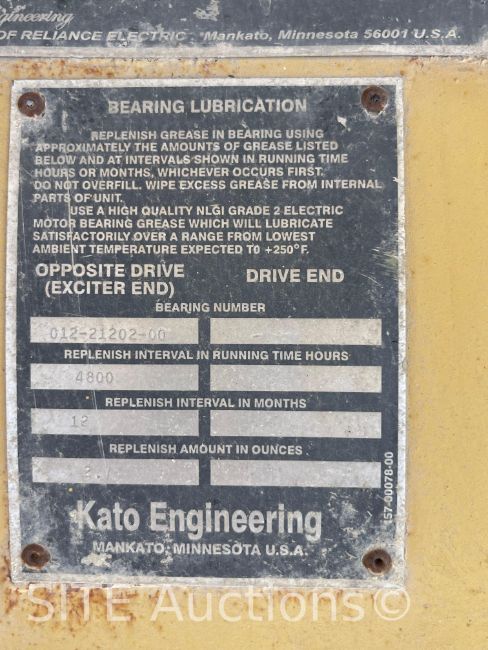 Engineering
OF RELIANCE ELECTRIC Mankato, Minnesota 56001 U.S.A.
BEARING LUBRICATION
REPLENISH GREASE IN BEARING USING
APPROXIMATELY THE AMOUNTS OF GREASE LISTED
BELOW AND AT INTERVALS SHOWN IN RUNNING TIME
HOURS OR MONTHS, WHICHEVER OCCURS FIRST.
DO NOT OVERFILL. WIPE EXCESS GREASE FROM INTERNAL
PARTS OF UNIT.
USE A HIGH QUALITY NLGI GRADE 2 ELECTRIC
MOTOR BEARING GREASE WHICH WILL LUBRICATE
SATISFACTORILY OVER A RANGE FROM LOWEST
AMBIENT TEMPERATURE EXPECTED TO +250°F.
OPPOSITE DRIVE
(EXCITER END)
DRIVE END
BEARING NUMBER
012-21202-00
REPLENISH INTERVAL IN RUNNING TIME HOURS
4800
REPLENISH INTERVAL IN MONTHS
12
REPLENISH AMOUNT IN OUNCES
57-00078-00
Kato Engineering
MANKATO, MINNESOTA U.S.A.
SITE Auctions©